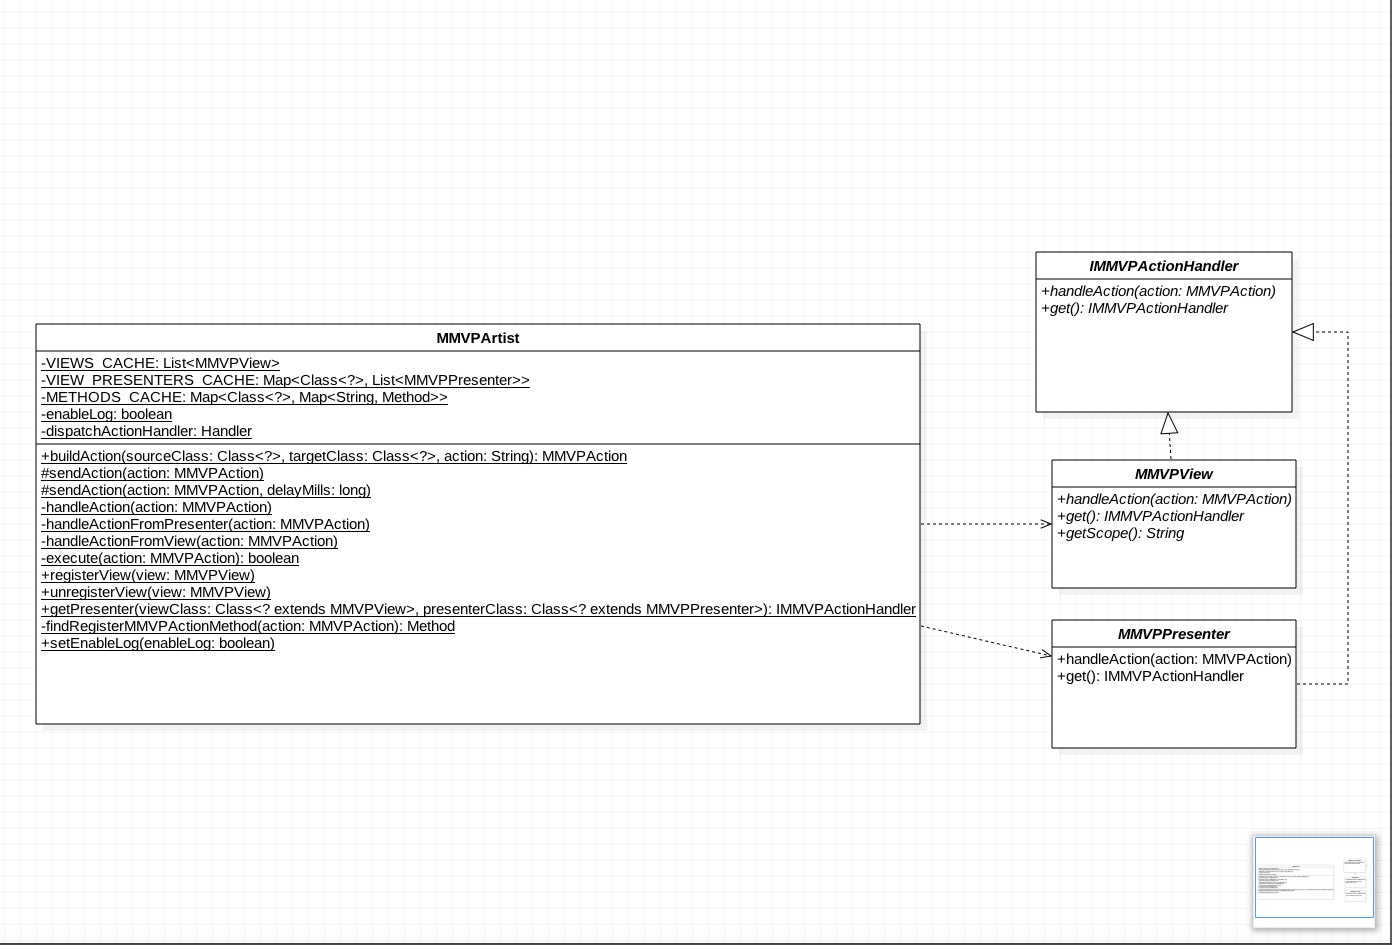 IMMVPActionHandler
+handleAction(action: MMVPAction)
+get(): IMMVPActionHandler
MMVPArtist
-VIEWS_CACHE: List<MMVPView>
-VIEW_PRESENTERS_CACHE: Map<Class<?>, List<MMVPPresenter>>
-METHODS_CACHE: Map<Class<?>, Map<String, Method>>
-enableLog: boolean
-dispatchActionHandler: Handler
+buildAction(sourceClass: Class<?>, targetClass: Class<?>, action: String): MMVPAction
#sendAction(action: MMVPAction)
#sendAction(action: MMVPAction, delayMills: long)
-handleAction(action: MMVPAction)
-handleActionFromPresenter(action: MMVPAction)
-handleActionFromView(action: MMVPAction)
-execute(action: MMVPAction): boolean
+registerView(view: MMVPView)
+unregisterView(view: MMVPView)
+getPresenter(viewClass: Class<? extends MMVPView>, presenterClass: Class<? extends MMVPPresenter>): IMMVPActionHandler
-findRegisterMMVPActionMethod(action: MMVPAction): Method
+setEnableLog(enableLog: boolean)
MMVPView
+handleAction(action: MMVPAction)
+get(): IMMVPActionHandler
+getScope(): String
MMVPPresenter
+handleAction(action: MMVPAction)
+get(): IMMVPActionHandler